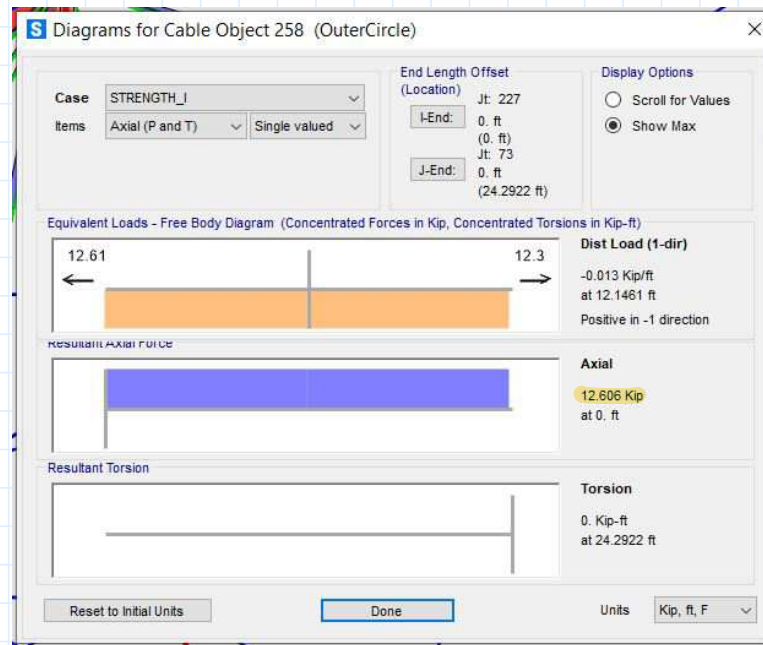 S Diagrams for Cable Object 258 (OuterCircle)
Case STRENGTH_I
Items Axial (P and T) Single valued
End Length Offset
(Location)
Jt: 227
I-End: 0. ft
(0. ft)
Jt: 73
J-End: 0. ft
(24.2922 ft)
Display Options
Scroll for Values
Show Max
Equivalent Loads - Free Body Diagram (Concentrated Forces in Kip, Concentrated Torsions in Kip-ft)
12.61 12.3
Dist Load (1-dir)
-0.013 Kip/ft
at 12.1461 ft
Positive in -1 direction
Resultant Axial Force
Axial
12.606 Kip
at 0. ft
Resultant Torsion
Torsion
0. Kip-ft
at 24.2922 ft
Reset to Initial Units Done Units Kip, ft, F